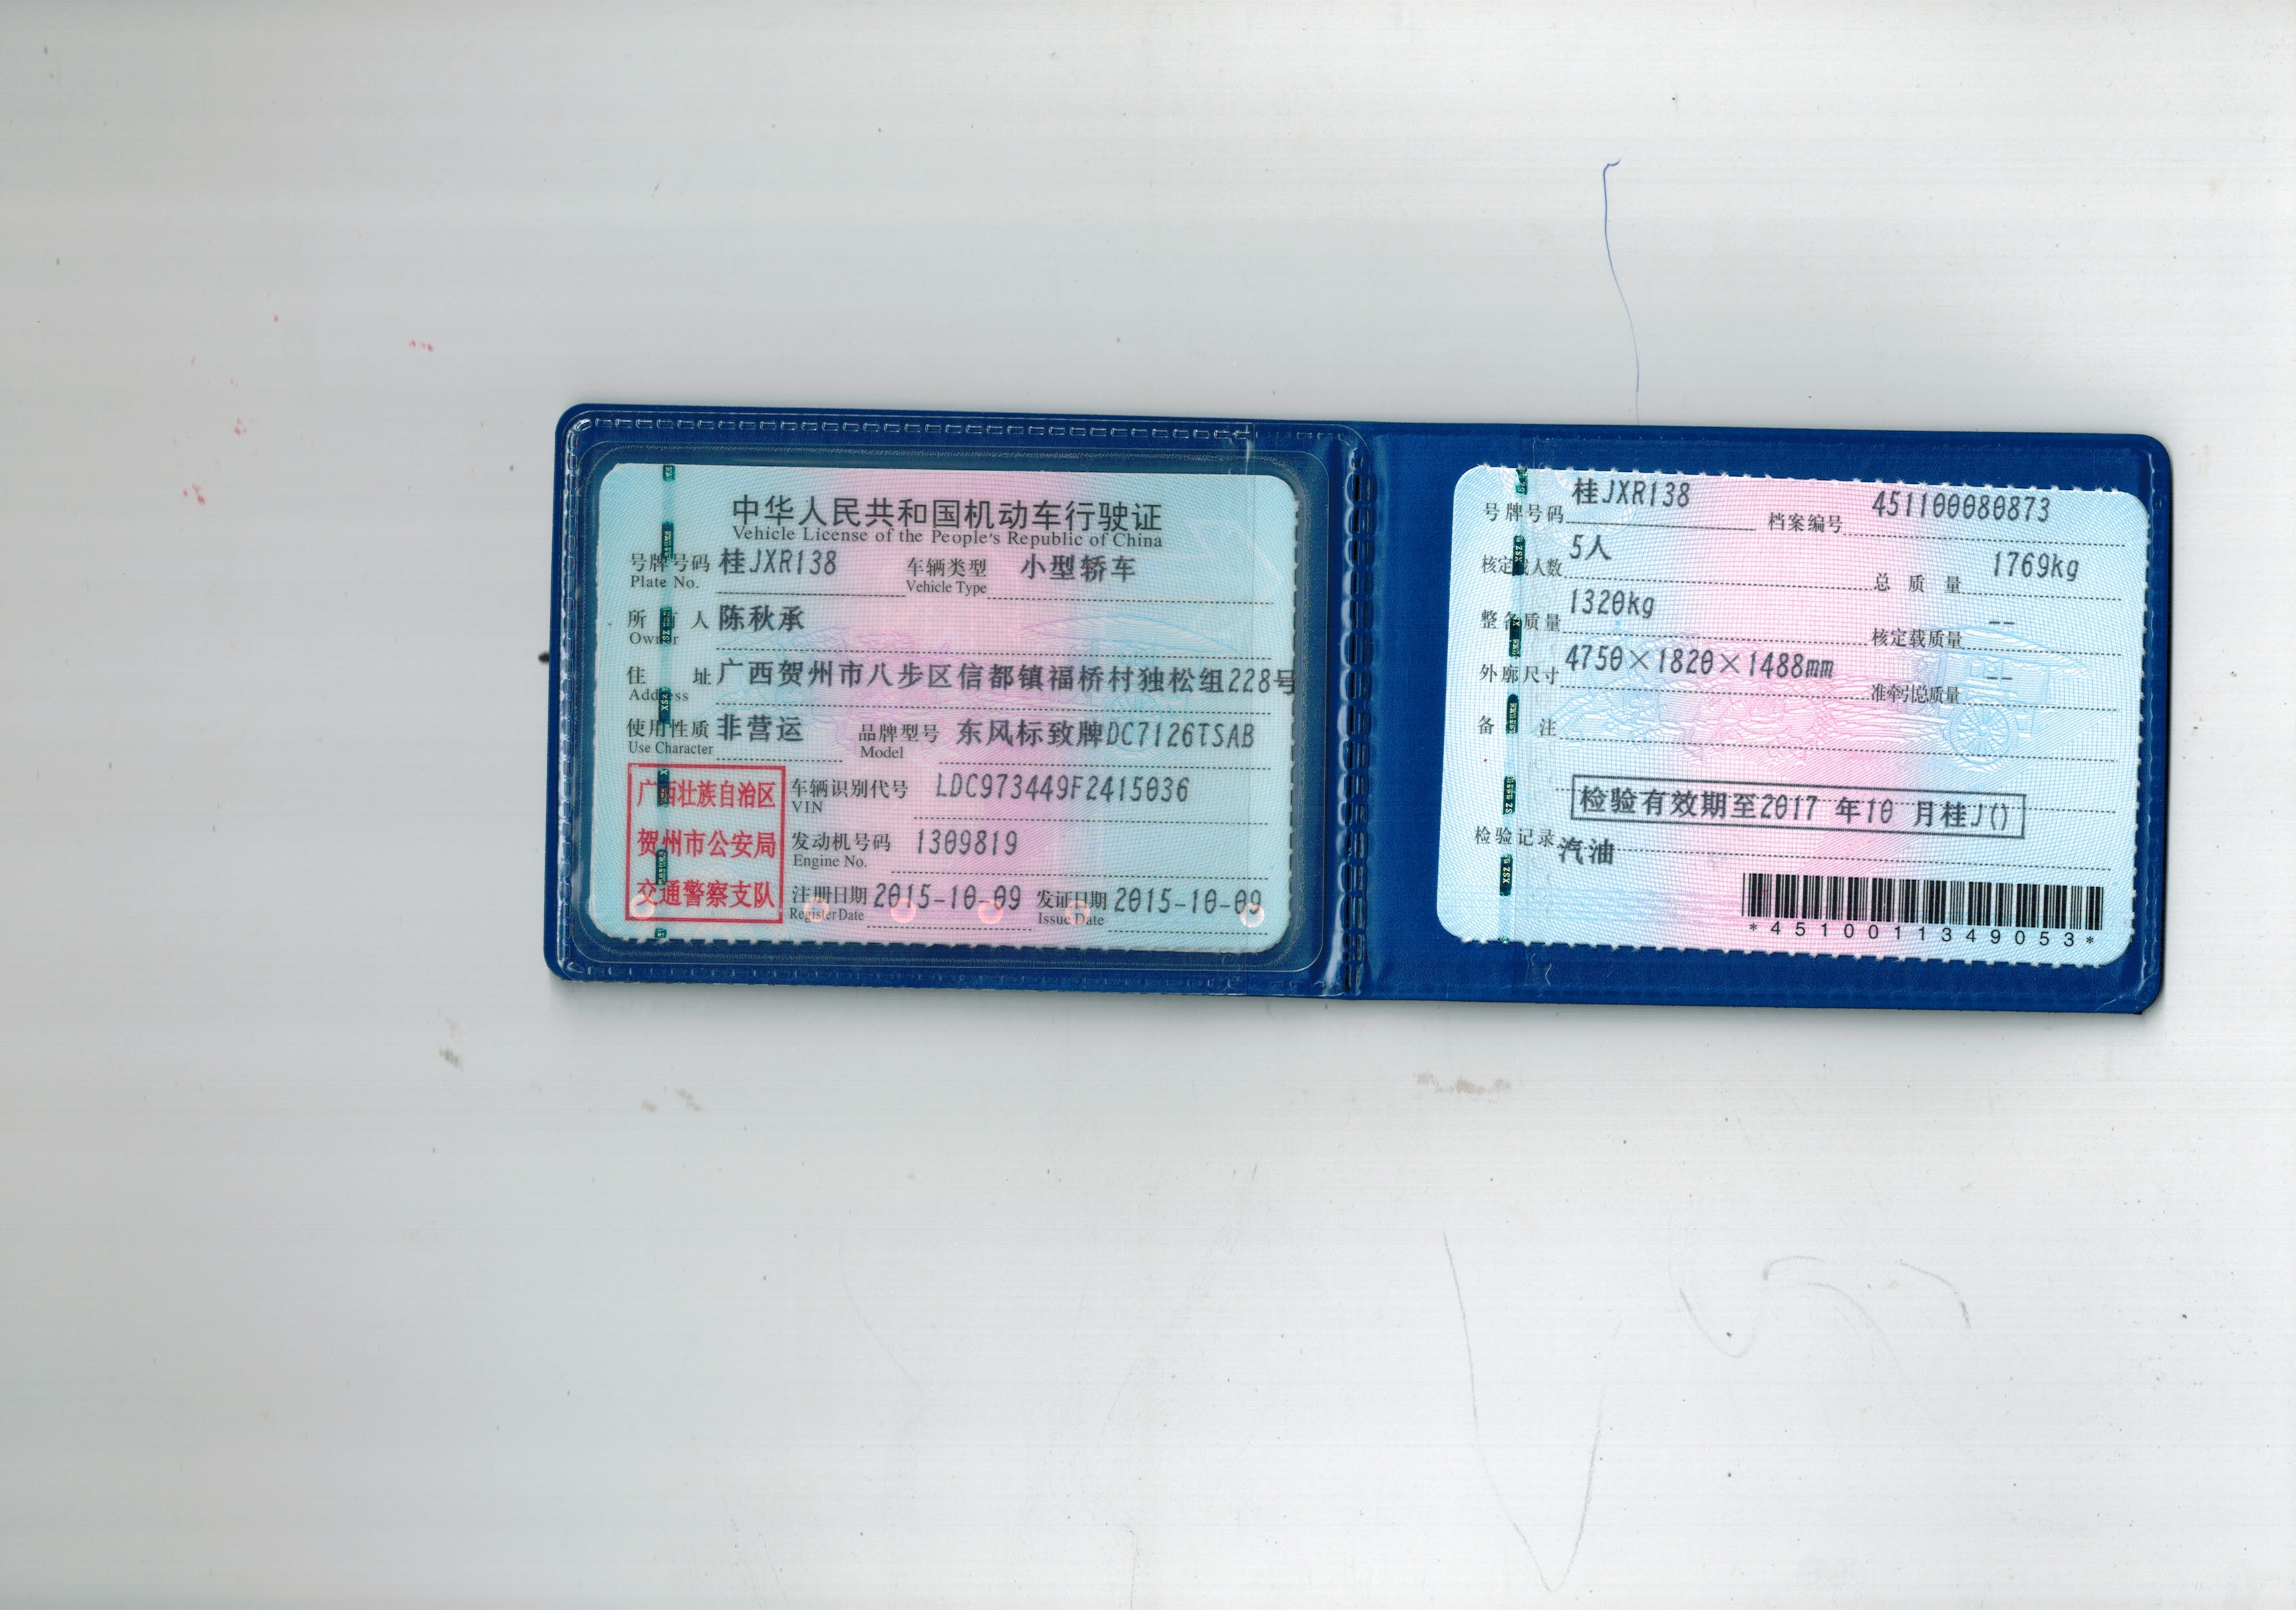 中华人民共和国机动车行驶证
Vehicle License of the People's Republic of China
号牌号码 桂JXR138 车辆类型 小型轿车
Plate No. Vehicle Type
所有人 陈秋承
Owner
住址 广西贺州市八步区信都镇福桥村独松组228号
Address
使用性质 非营运 品牌型号 东风标致牌DC7126TSAB
Use Character Model
广西壮族自治区
贺州市公安局
交通警察支队
车辆识别代号 LDC973449F2415036
VIN
发动机号码 1309819
Engine No.
注册日期 2015-10-09 发证日期 2015-10-09
Register Date Issue Date
号牌号码 桂JXR138 档案编号 451100080873
核定载人数 5人 总质量 1769kg
整备质量 1320kg 核定载质量 --
外廓尺寸 4750×1820×1488mm 准牵引总质量 --
备注
检验有效期至2017 年10 月桂J()
检验记录 汽油
*4510011349053*